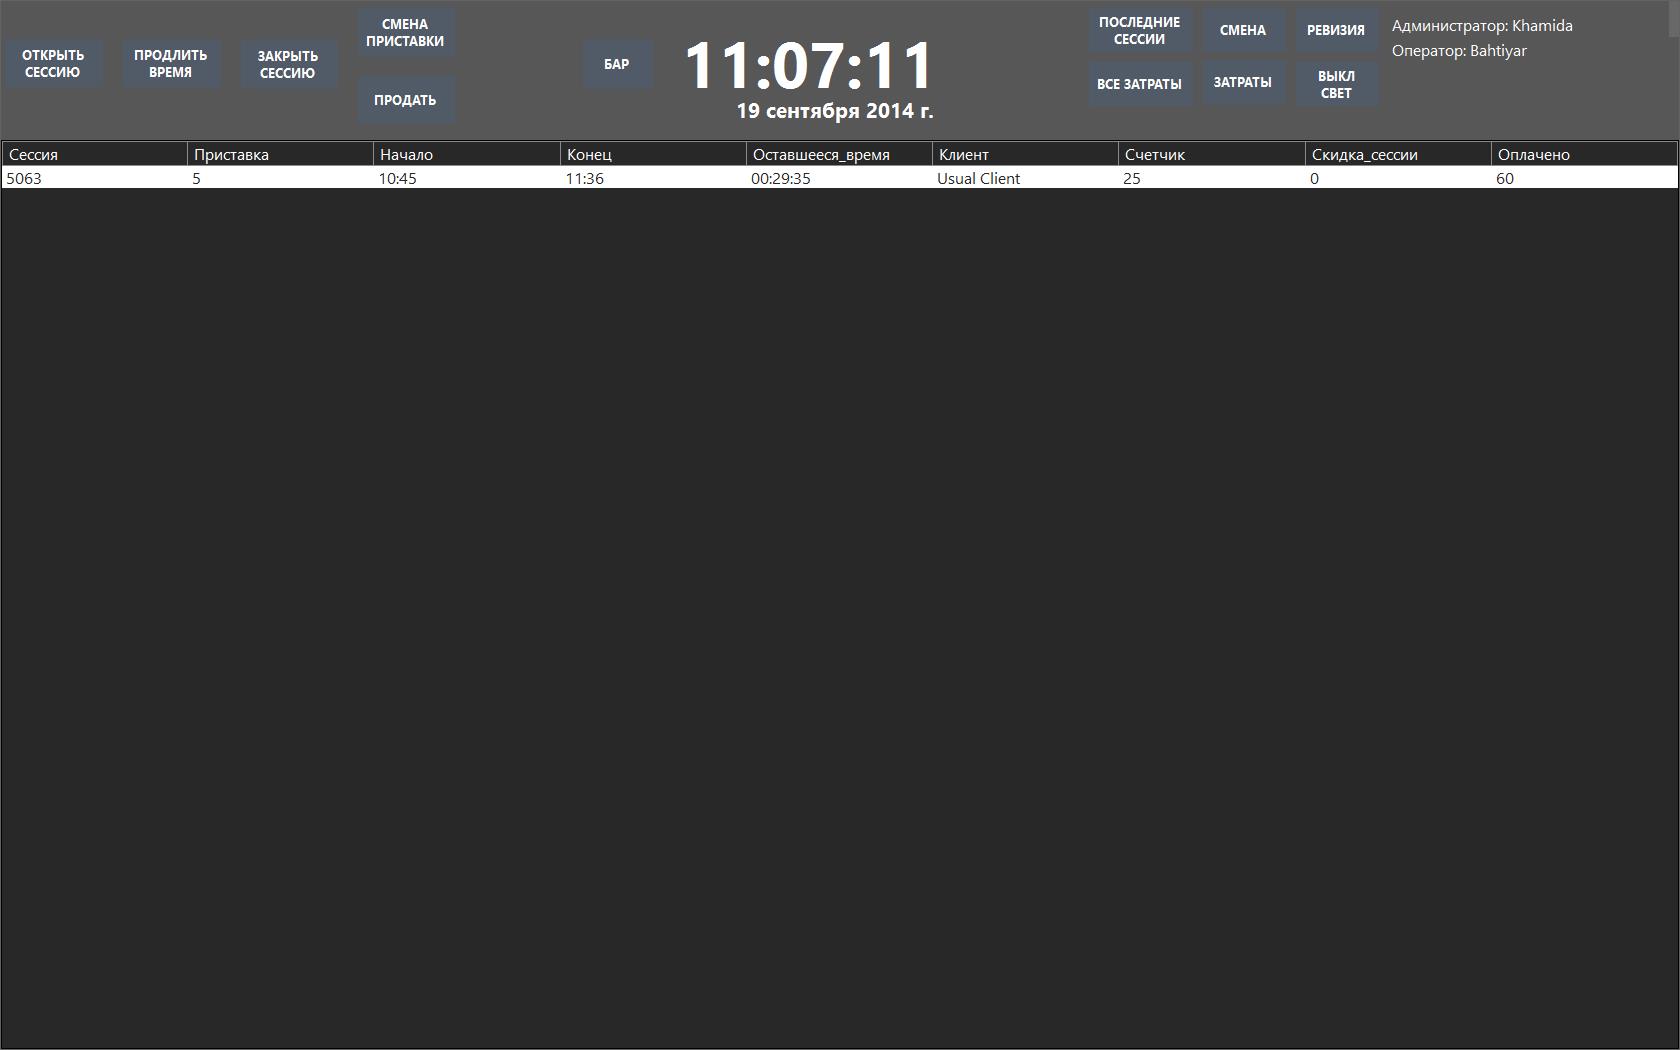 ОТКРЫТЬ
СЕССИЮ
ПРОДЛИТЬ
ВРЕМЯ
ЗАКРЫТЬ
СЕССИЮ
СМЕНА
ПРИСТАВКИ
ПРОДАТЬ
БАР
11:07:11
19 сентября 2014 г.
ПОСЛЕДНИЕ
СЕССИИ
СМЕНА
РЕВИЗИЯ
ВСЕ ЗАТРАТЫ
ЗАТРАТЫ
ВЫКЛ
СВЕТ
Администратор: Khamida
Оператор: Bahtiyar
Сессия Приставка Начало Конец Оставшееся_время Клиент Счетчик Скидка_сессии Оплачено
5063 5 10:45 11:36 00:29:35 Usual Client 25 0 60